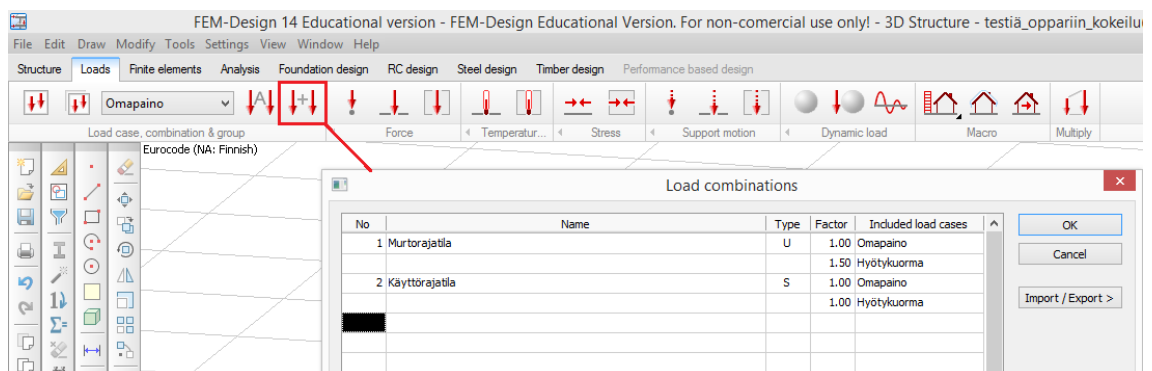 FEM-Design 14 Educational version - FEM-Design Educational Version. For non-comercial use only! - 3D Structure - testiä_oppariin_kokeilu
File Edit Draw Modify Tools Settings View Window Help
Structure Loads Finite elements Analysis Foundation design RC design Steel design Timber design Performance based design
Omapaino
Load case, combination & group Force Temperatur... Stress Support motion Dynamic load Macro Multiply
Eurocode (NA: Finnish)
Load combinations
No Name Type Factor Included load cases
1 Murtorajatila U 1.00 Omapaino
1.50 Hyötykuorma
2 Käyttörajatila S 1.00 Omapaino
1.00 Hyötykuorma
OK
Cancel
Import / Export >